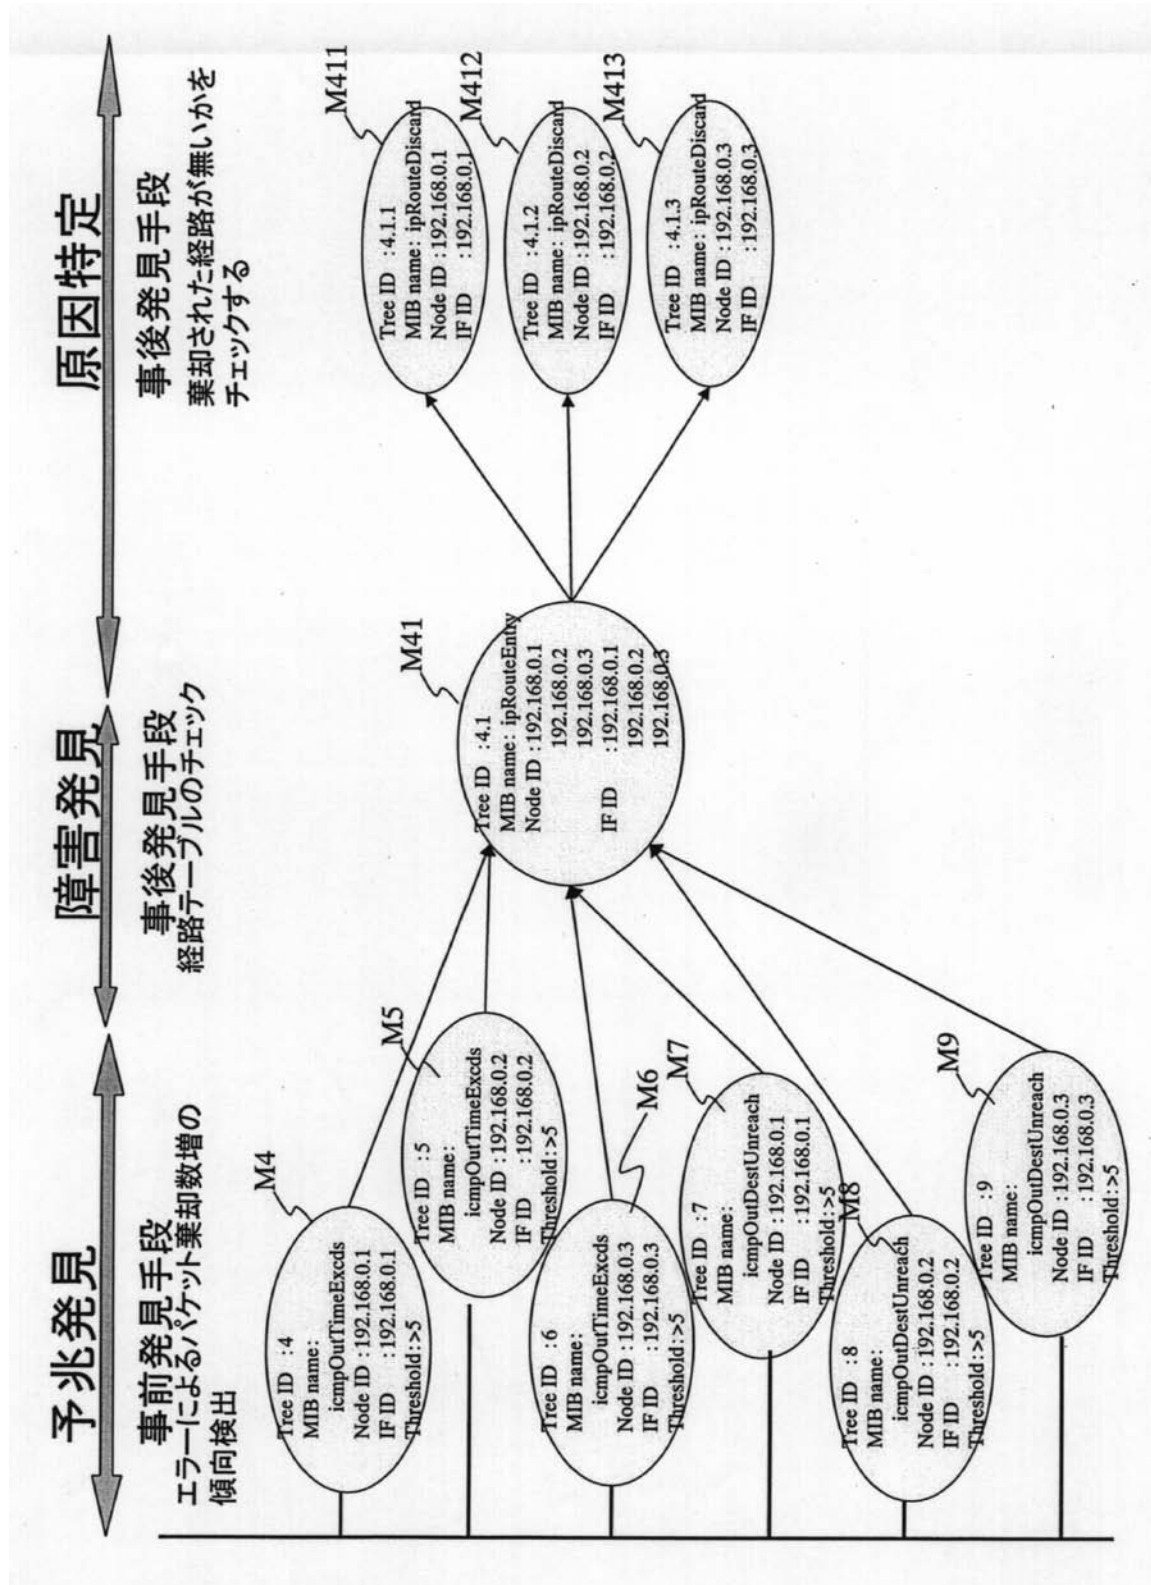 予兆発見
事前発見手段
エラーによるパケット棄却数増の
傾向検出
障害発見
事後発見手段
経路テーブルのチェック
原因特定
事後発見手段
棄却された経路が無いかを
チェックする
M4
Tree ID :4
MIB name:
icmpOutTimeExcds
Node ID :192.168.0.1
IF ID :192.168.0.1
Threshold:>5
M5
Tree ID :5
MIB name:
icmpOutTimeExcds
Node ID :192.168.0.2
IF ID :192.168.0.2
Threshold:>5
M6
Tree ID :6
MIB name:
icmpOutTimeExcds
Node ID :192.168.0.3
IF ID :192.168.0.3
Threshold:>5
M7
Tree ID :7
MIB name:
icmpOutDestUnreach
Node ID :192.168.0.1
IF ID :192.168.0.1
Threshold:>5
M8
Tree ID :8
MIB name:
icmpOutDestUnreach
Node ID :192.168.0.2
IF ID :192.168.0.2
Threshold:>5
M9
Tree ID :9
MIB name:
icmpOutDestUnreach
Node ID :192.168.0.3
IF ID :192.168.0.3
Threshold:>5
M41
Tree ID :4.1
MIB name: ipRouteEntry
Node ID :192.168.0.1
192.168.0.2
192.168.0.3
IF ID :192.168.0.1
192.168.0.2
192.168.0.3
M411
Tree ID :4.1.1
MIB name: ipRouteDiscard
Node ID :192.168.0.1
IF ID :192.168.0.1
M412
Tree ID :4.1.2
MIB name: ipRouteDiscard
Node ID :192.168.0.2
IF ID :192.168.0.2
M413
Tree ID :4.1.3
MIB name: ipRouteDiscard
Node ID :192.168.0.3
IF ID :192.168.0.3